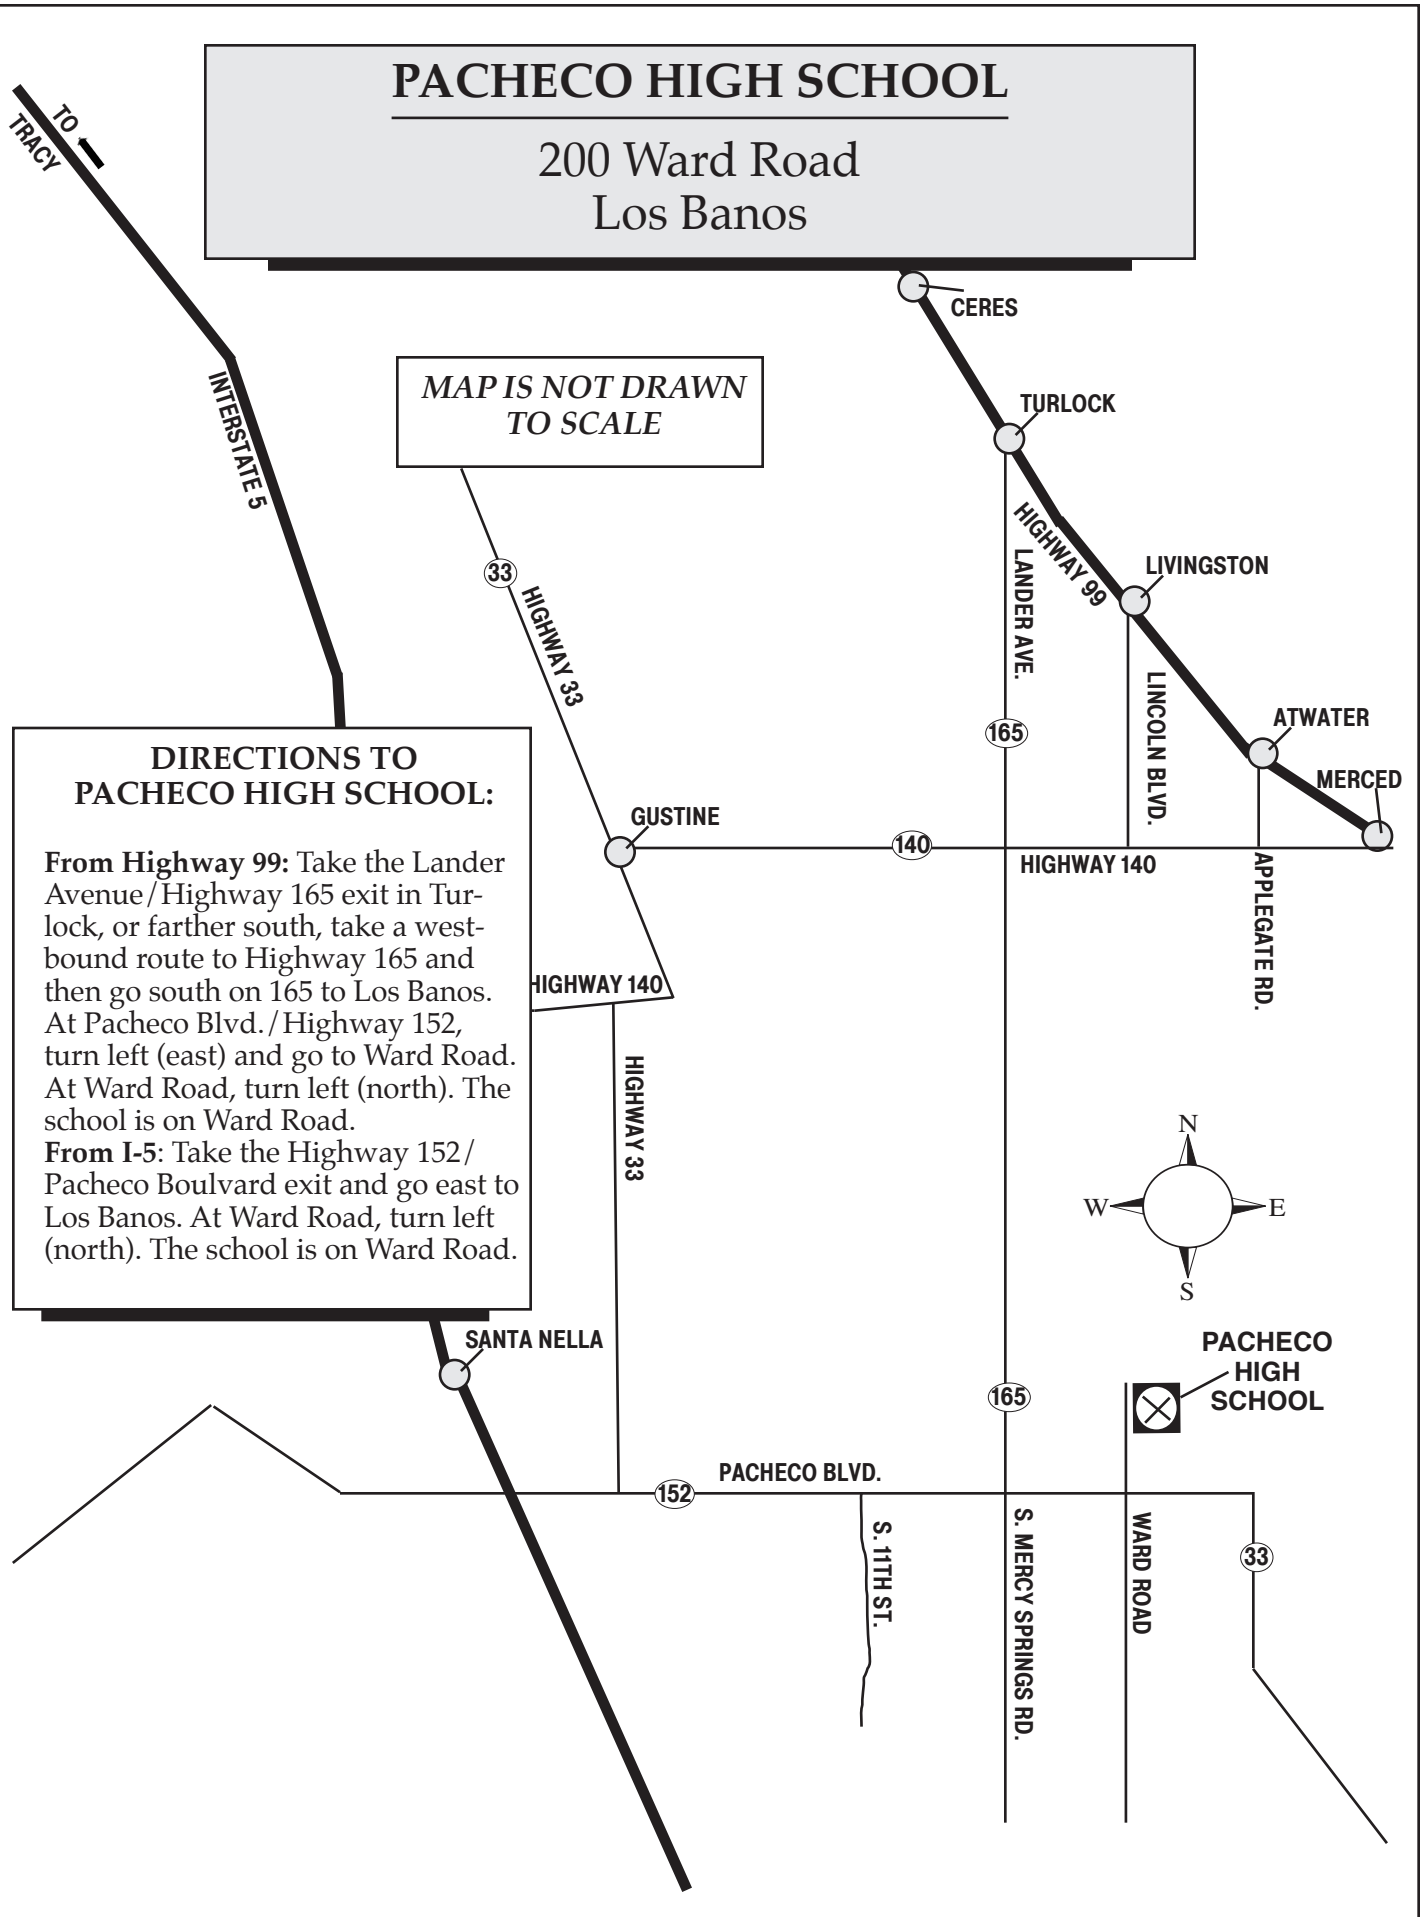 PACHECO HIGH SCHOOL
200 Ward Road
Los Banos
TO
TRACY
CERES
MAP IS NOT DRAWN
TO SCALE
TURLOCK
INTERSTATE 5
HIGHWAY 99
LIVINGSTON
33
HIGHWAY 33
LANDER AVE.
LINCOLN BLVD.
165
ATWATER
MERCED
DIRECTIONS TO
PACHECO HIGH SCHOOL:
From Highway 99: Take the Lander
Avenue/Highway 165 exit in Tur-
lock, or farther south, take a west-
bound route to Highway 165 and
then go south on 165 to Los Banos.
At Pacheco Blvd./Highway 152,
turn left (east) and go to Ward Road.
At Ward Road, turn left (north). The
school is on Ward Road.
From I-5: Take the Highway 152/
Pacheco Boulvard exit and go east to
Los Banos. At Ward Road, turn left
(north). The school is on Ward Road.
GUSTINE
140
HIGHWAY 140
APPLEGATE RD.
HIGHWAY 140
HIGHWAY 33
N
W
E
S
SANTA NELLA
PACHECO
HIGH
SCHOOL
165
PACHECO BLVD.
152
S. 11TH ST.
S. MERCY SPRINGS RD.
WARD ROAD
33